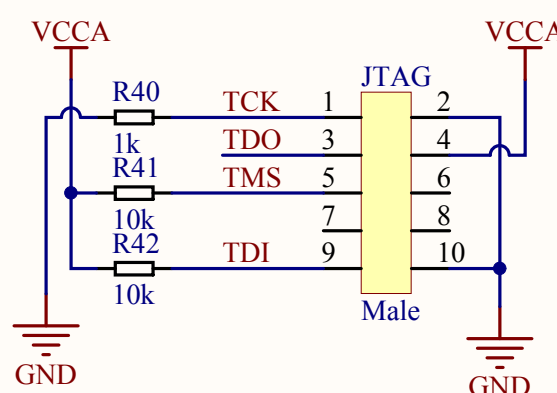 VCCA
VCCA
JTAG
R40
TCK
1
2
1k
TDO
3
4
R41
TMS
5
6
10k
7
8
R42
TDI
9
10
10k
Male
GND
GND